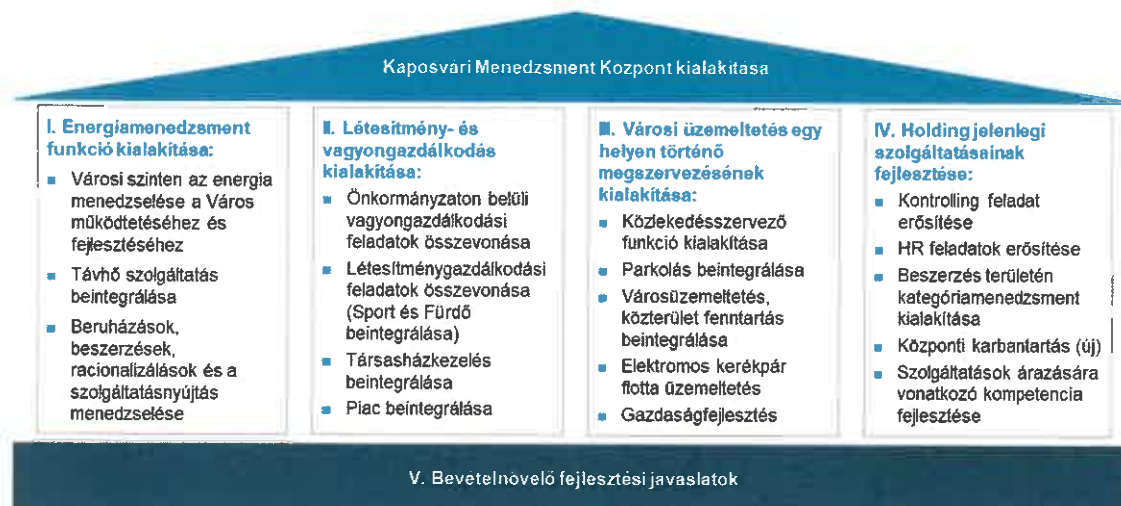 Kaposvári Menedzsment Központ kialakítása
I. Energiamenedzsment
funkció kialakítása:
Városi szinten az energia
menedzselése a Város
működtetéséhez és
fejlesztéséhez
Távhő szolgáltatás
beintegrálása
Beruházások,
beszerzések,
racionalizálások és a
szolgáltatásnyújtás
menedzselése
II. Létesítmény- és
vagyongazdálkodás
kialakítása:
Önkormányzaton belüli
vagyongazdálkodási
feladatok összevonása
Létesítménygazdálkodási
feladatok összevonása
(Sport és Fürdő
beintegrálása)
Társasházkezelés
beintegrálása
Piac beintegrálása
III. Városi üzemeltetés egy
helyen történő
megszervezésének
kialakítása:
Közlekedésszervező
funkció kialakítása
Parkolás beintegrálása
Városüzemeltetés,
közterület fenntartás
beintegrálása
Elektromos kerékpár
flotta üzemeltetés
Gazdaságfejlesztés
IV. Holding jelenlegi
szolgáltatásainak
fejlesztése:
Kontrolling feladat
erősítése
HR feladatok erősítése
Beszerzés területén
kategóriamenedzsment
kialakítása
Központi karbantartás (új)
Szolgáltatások árazására
vonatkozó kompetencia
fejlesztése
V. Bevételnövelő fejlesztési javaslatok